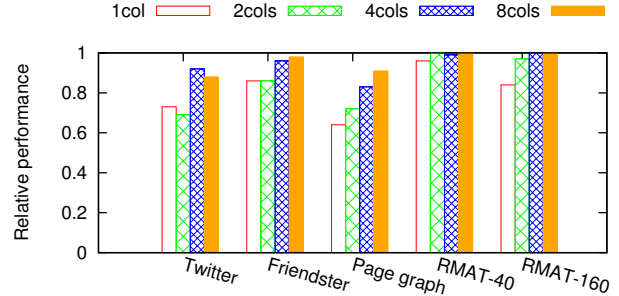 1col 2cols 4cols 8cols
Relative performance
1
0.8
0.6
0.4
0.2
0
Twitter Friendster Page graph RMAT-40 RMAT-160